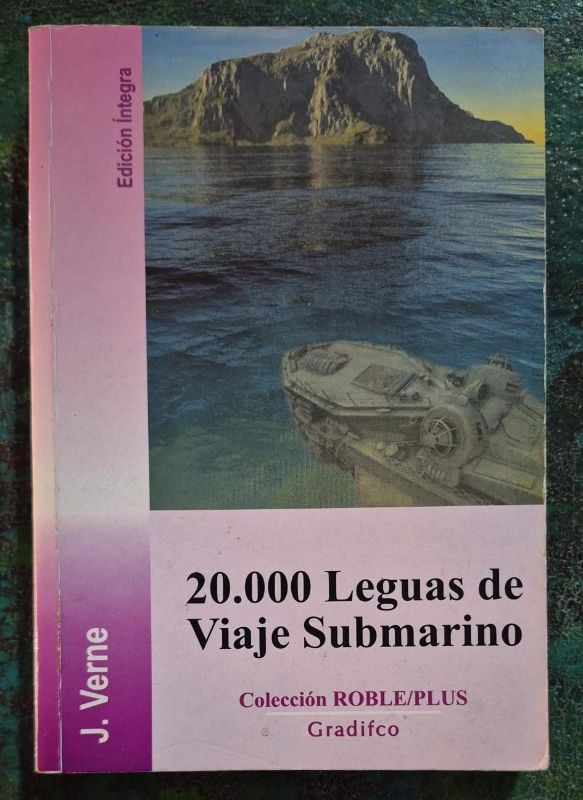 Edición Íntegra
20.000 Leguas de
Viaje Submarino
J. Verne
Colección ROBLE/PLUS
Gradifco